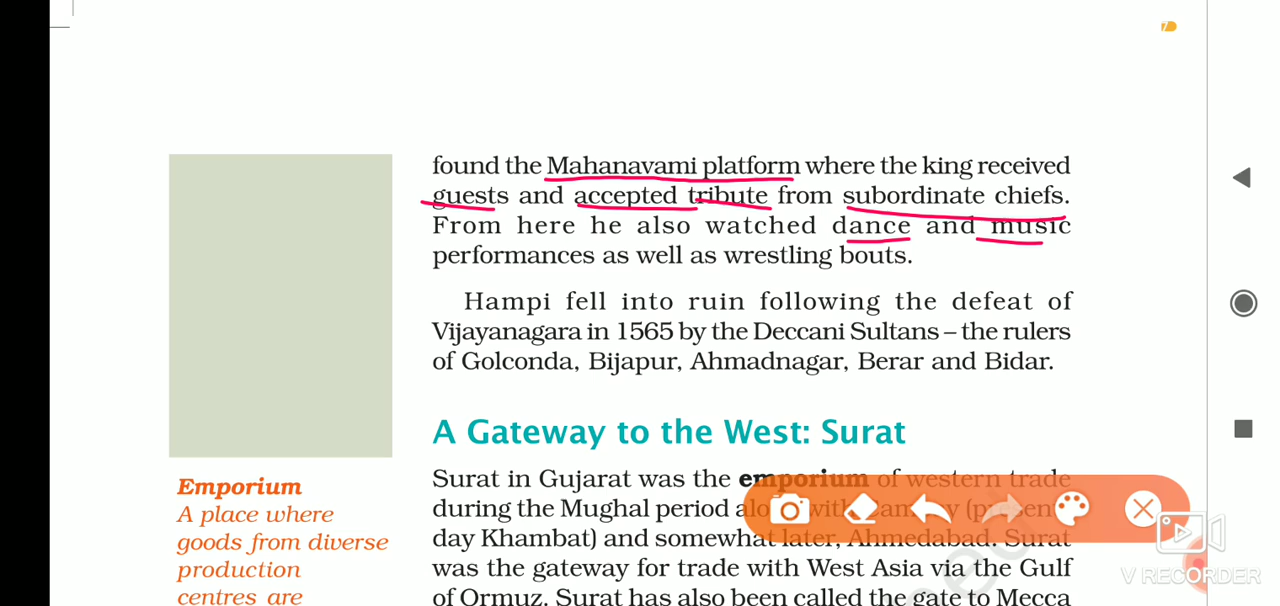 found the Mahanavami platform where the king received
guests and accepted tribute from subordinate chiefs.
From here he also watched dance and music
performances as well as wrestling bouts.
Hampi fell into ruin following the defeat of
Vijayanagara in 1565 by the Deccani Sultans – the rulers
of Golconda, Bijapur, Ahmadnagar, Berar and Bidar.
A Gateway to the West: Surat
Surat in Gujarat was the emporium of western trade
during the Mughal period along with Cambay (present
day Khambat) and somewhat later, Ahmedabad. Surat
was the gateway for trade with West Asia via the Gulf
of Ormuz. Surat has also been called the gate to Mecca
Emporium
A place where
goods from diverse
production
centres are
V RECORDER